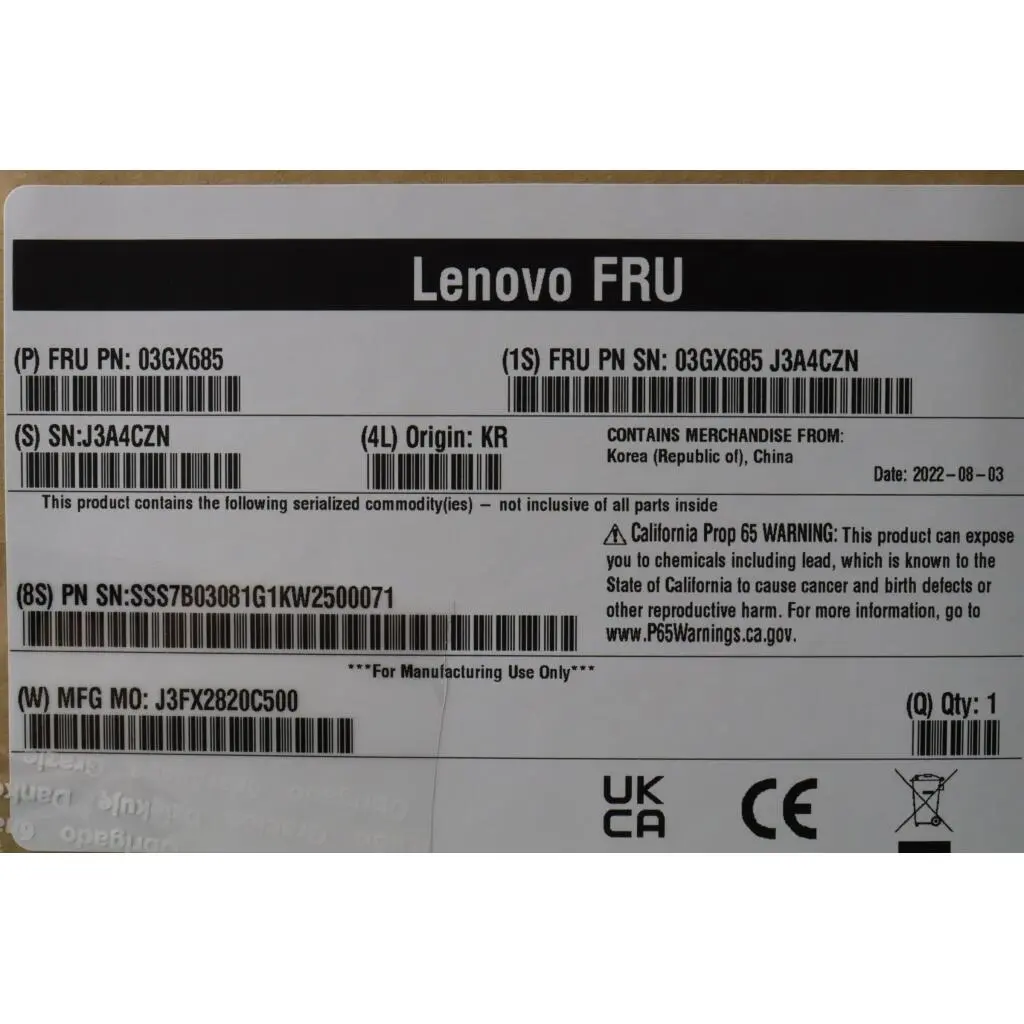 Lenovo FRU
(P) FRU PN: 03GX685
(1S) FRU PN SN: 03GX685 J3A4CZN
(S) SN:J3A4CZN
(4L) Origin: KR
CONTAINS MERCHANDISE FROM:
Korea (Republic of), China
Date: 2022-08-03
This product contains the following serialized commodity(ies) – not inclusive of all parts inside
⚠ California Prop 65 WARNING: This product can expose
you to chemicals including lead, which is known to the
State of California to cause cancer and birth defects or
other reproductive harm. For more information, go to
www.P65Warnings.ca.gov.
(8S) PN SN:SSS7B03081G1KW2500071
***For Manufacturing Use Only***
(W) MFG MO: J3FX2820C500
(Q) Qty: 1
UK
CA
CE
Grazie
Děkuji
Obrigado